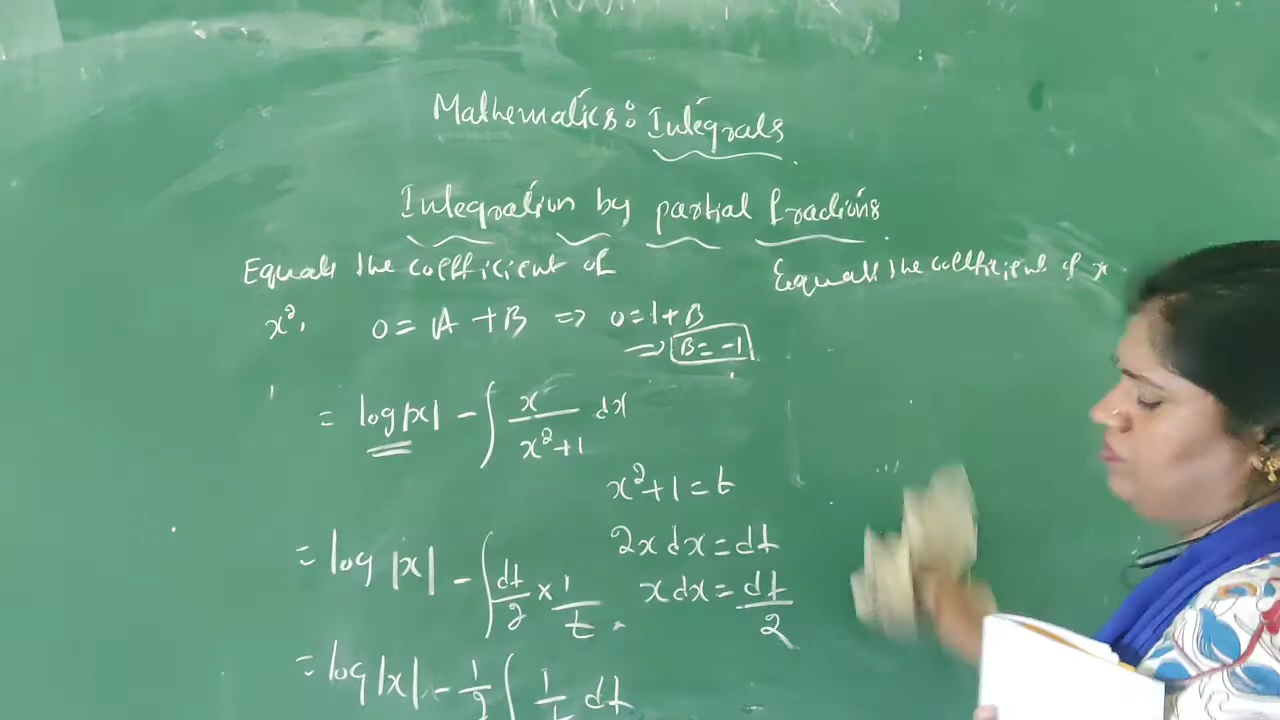 Mathematics: Integrals
Integration by partial fractions
Equals the coefficient of
x², 0 = A + B ⇒ 0 = 1 + B
⇒ B = -1
Equals the coefficient of x
= log|x| - ∫ x/(x²+1) dx
x²+1 = t
2x dx = dt
x dx = dt/2
= log |x| - ∫ dt/2 × 1/t
= log |x| - 1/2 ∫ 1/t dt